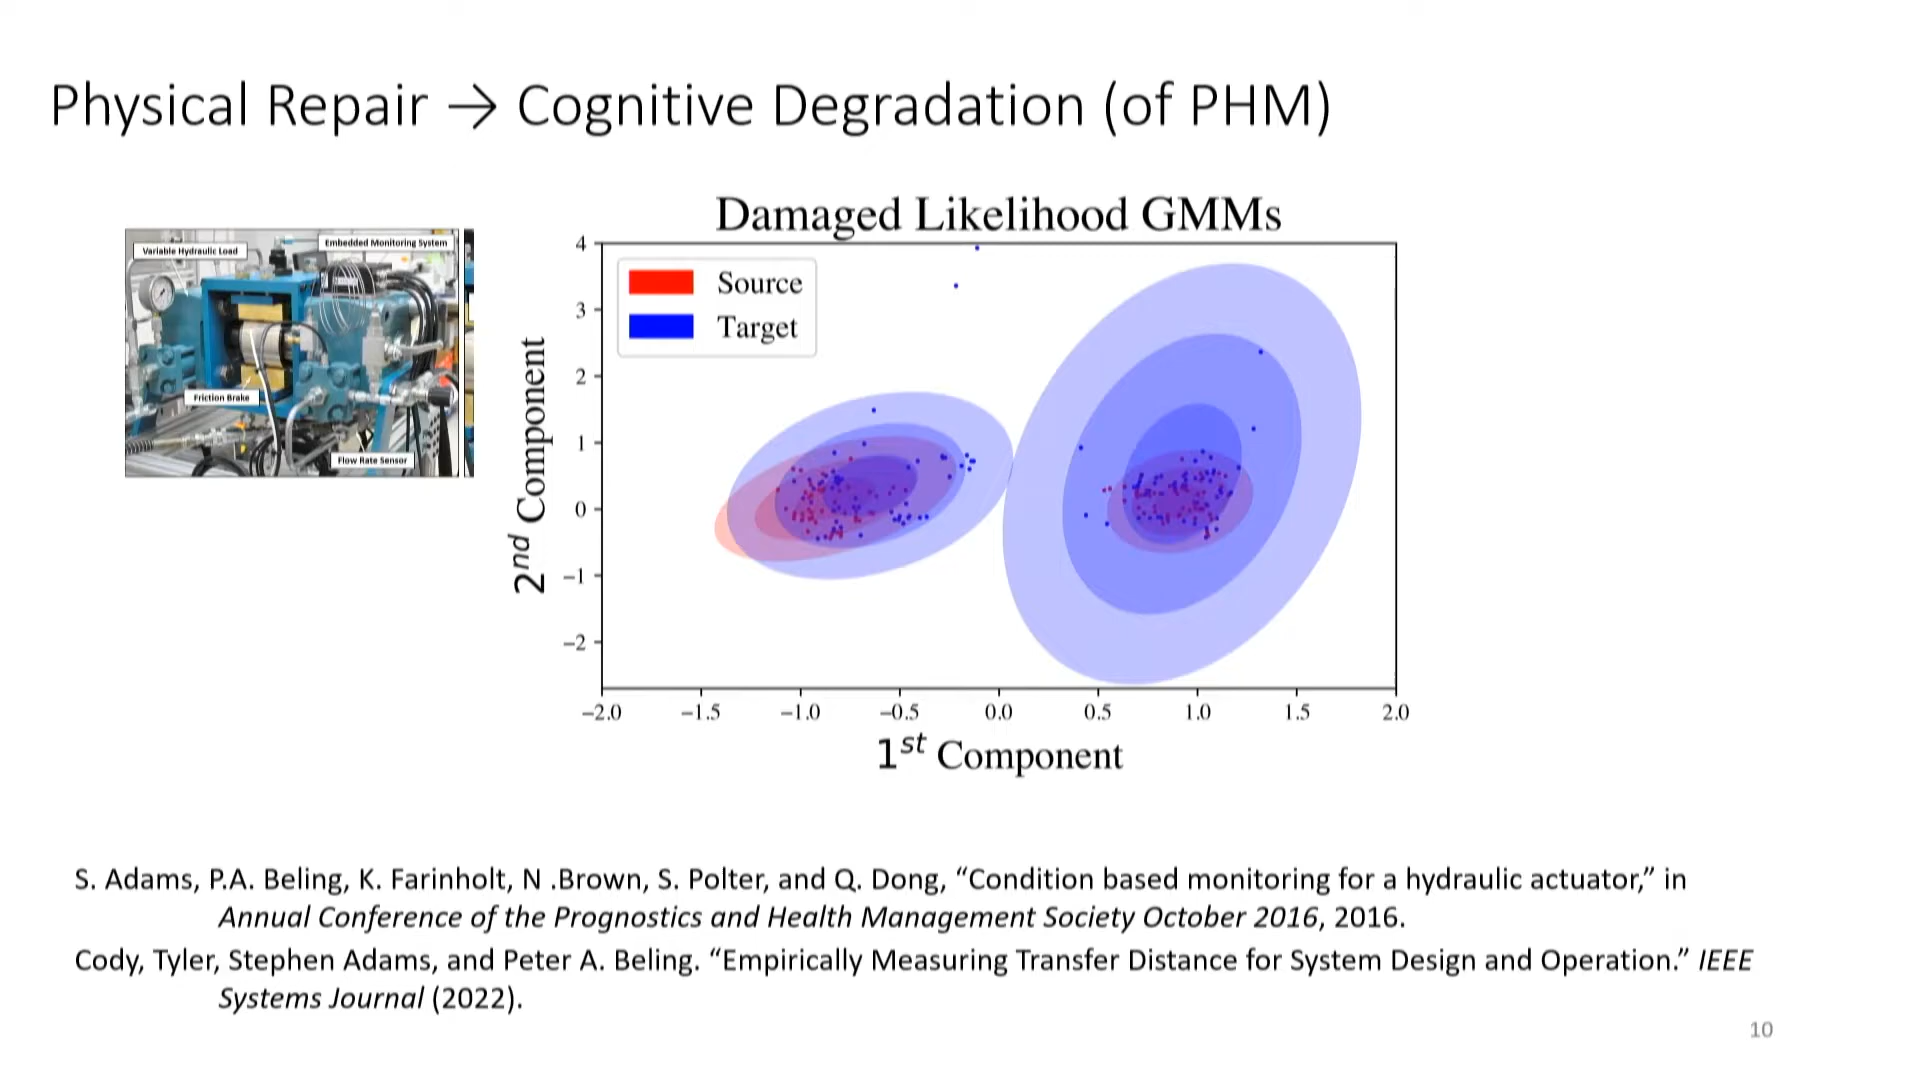 Physical Repair → Cognitive Degradation (of PHM)
Variable Hydraulic Load
Embedded Monitoring System
Friction Brake
Flow Rate Sensor
Damaged Likelihood GMMs
Source
Target
4
3
2
1
0
−1
−2
2nd Component
−2.0 −1.5 −1.0 −0.5 0.0 0.5 1.0 1.5 2.0
1st Component
S. Adams, P.A. Beling, K. Farinholt, N .Brown, S. Polter, and Q. Dong, “Condition based monitoring for a hydraulic actuator,” in
Annual Conference of the Prognostics and Health Management Society October 2016, 2016.
Cody, Tyler, Stephen Adams, and Peter A. Beling. “Empirically Measuring Transfer Distance for System Design and Operation.” IEEE
Systems Journal (2022).
10